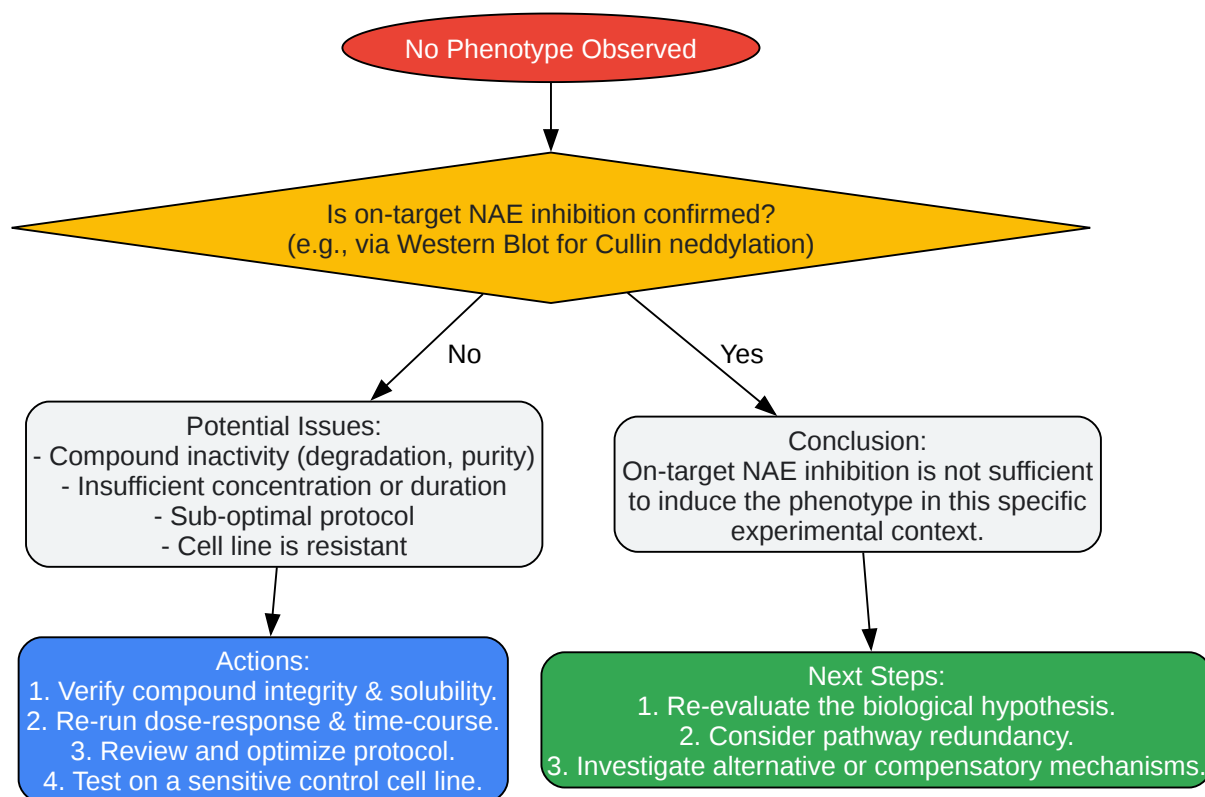 No Phenotype Observed
Is on-target NAE inhibition confirmed?
(e.g., via Western Blot for Cullin neddylation)
No
Yes
Potential Issues:
- Compound inactivity (degradation, purity)
- Insufficient concentration or duration
- Sub-optimal protocol
- Cell line is resistant
Conclusion:
On-target NAE inhibition is not sufficient
to induce the phenotype in this specific
experimental context.
Actions:
1. Verify compound integrity & solubility.
2. Re-run dose-response & time-course.
3. Review and optimize protocol.
4. Test on a sensitive control cell line.
Next Steps:
1. Re-evaluate the biological hypothesis.
2. Consider pathway redundancy.
3. Investigate alternative or compensatory mechanisms.